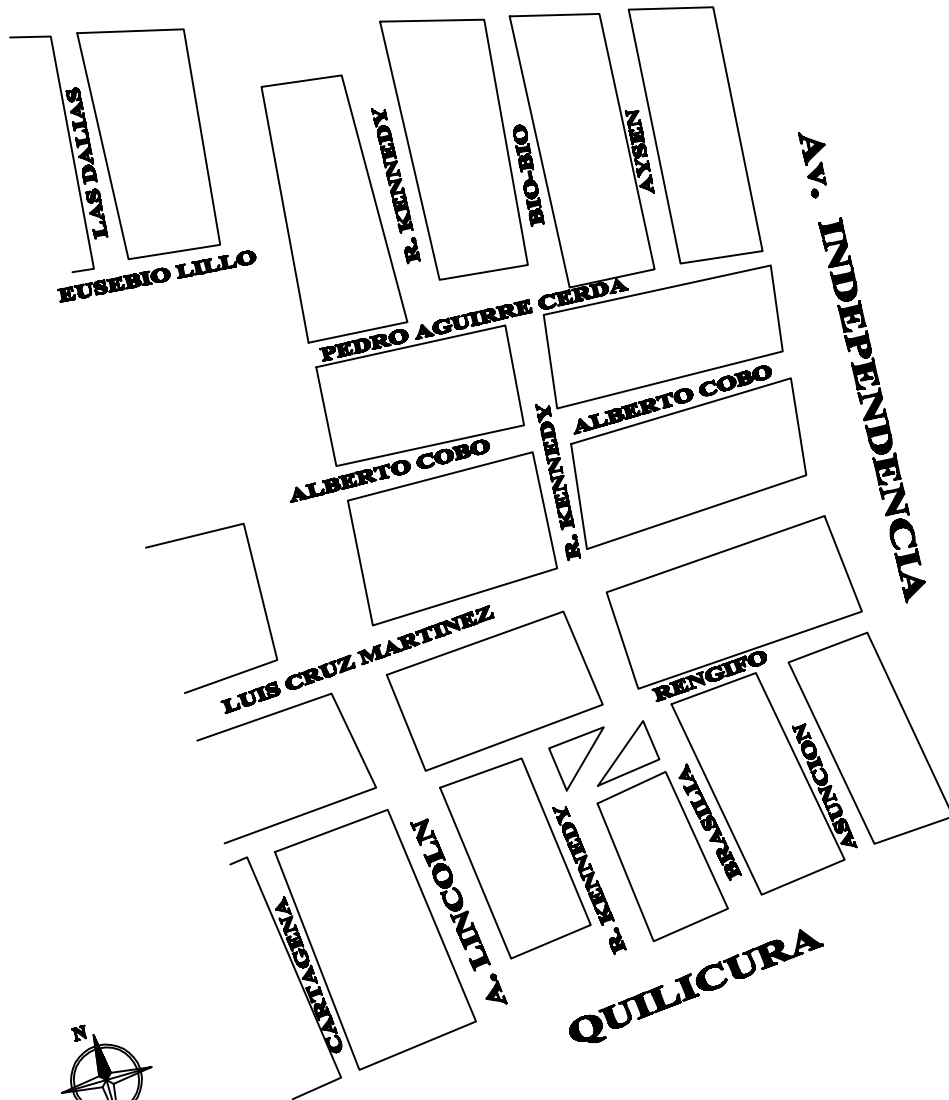 LAS DALIAS
R. KENNEDY
BIO-BIO
AYSEN
Av. INDEPENDENCIA
EUSEBIO LILLO
PEDRO AGUIRRE CERDA
ALBERTO COBO
ALBERTO COBO
R. KENNEDY
LUIS CRUZ MARTINEZ
RENGIFO
ASUNCION
BRASILIA
R. KENNEDY
A. LINCOLN
CARTAGENA
QUILICURA
N